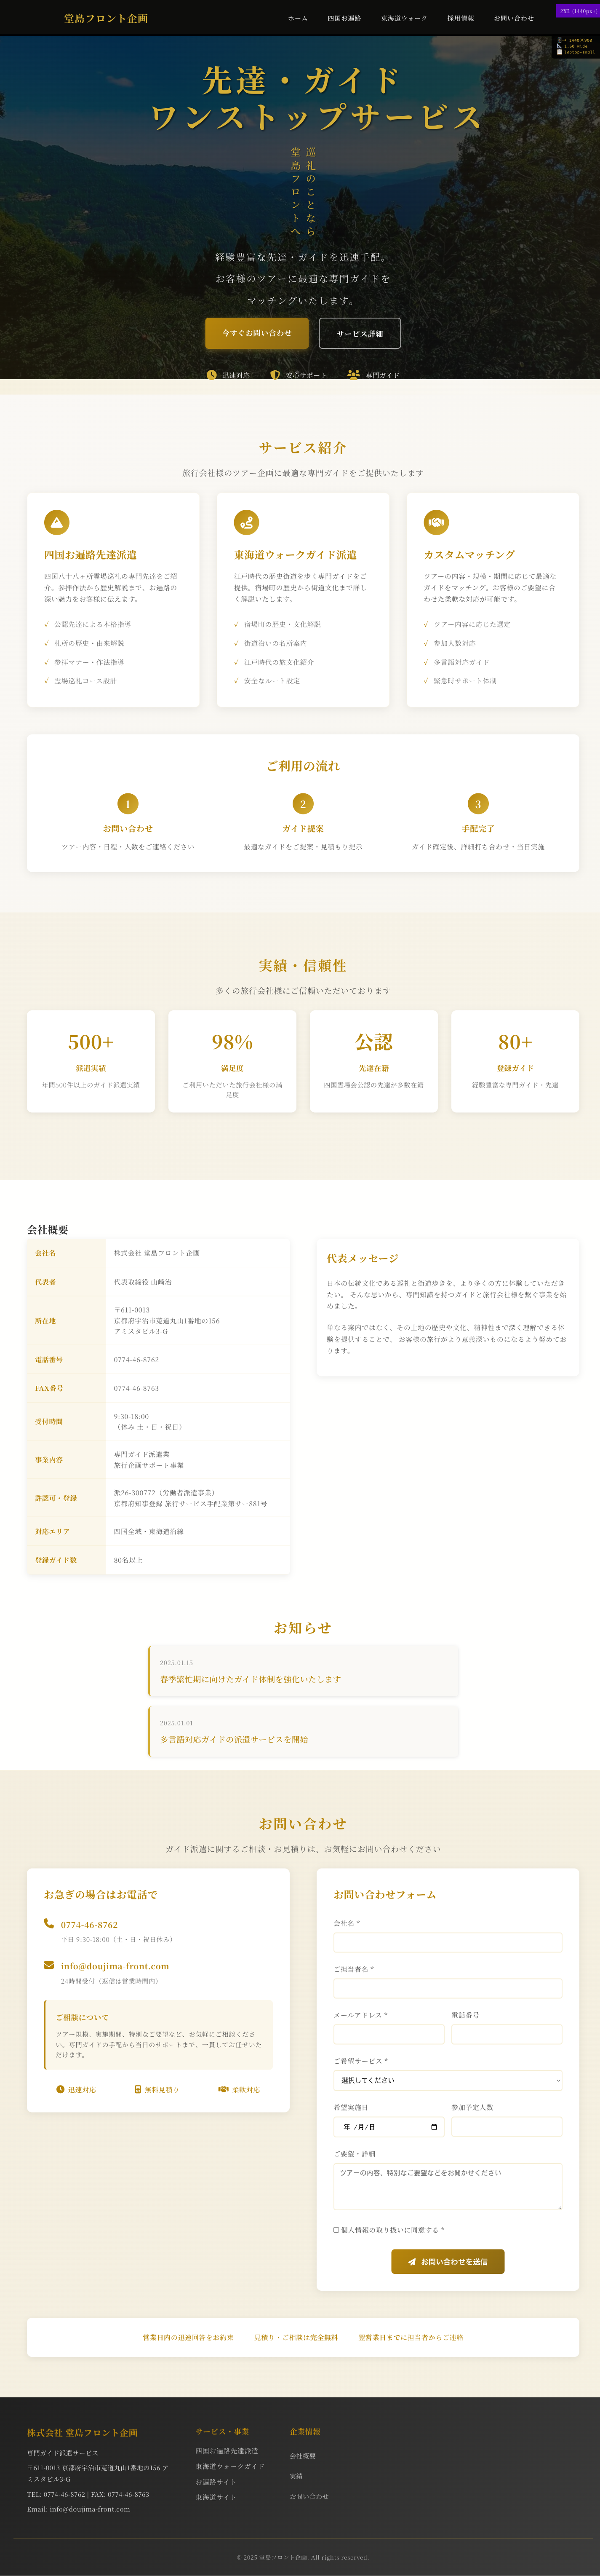 堂島フロント企画
ホーム 四国お遍路 東海道ウォーク 採用情報 お問い合わせ
2XL (1440px+)
1440×900
1.60 wide
laptop-small
先達・ガイド
ワンストップサービス
巡礼のことなら
堂島フロントへ
経験豊富な先達・ガイドを迅速手配。
お客様のツアーに最適な専門ガイドを
マッチングいたします。
今すぐお問い合わせ サービス詳細
迅速対応 安心サポート 専門ガイド
サービス紹介
旅行会社様のツアー企画に最適な専門ガイドをご提供いたします
四国お遍路先達派遣
四国八十八ヶ所霊場巡礼の専門先達をご紹
介。参拝作法から歴史解説まで、お遍路の
深い魅力をお客様に伝えます。
✓ 公認先達による本格指導
✓ 札所の歴史・由来解説
✓ 参拝マナー・作法指導
✓ 霊場巡礼コース設計
東海道ウォークガイド派遣
江戸時代の歴史街道を歩く専門ガイドをご
提供。宿場町の歴史から街道文化まで詳し
く解説いたします。
✓ 宿場町の歴史・文化解説
✓ 街道沿いの名所案内
✓ 江戸時代の旅文化紹介
✓ 安全なルート設定
カスタムマッチング
ツアーの内容・規模・期間に応じて最適な
ガイドをマッチング。お客様のご要望に合
わせた柔軟な対応が可能です。
✓ ツアー内容に応じた選定
✓ 参加人数対応
✓ 多言語対応ガイド
✓ 緊急時サポート体制
ご利用の流れ
1
お問い合わせ
ツアー内容・日程・人数をご連絡ください
2
ガイド提案
最適なガイドをご提案・見積もり提示
3
手配完了
ガイド確定後、詳細打ち合わせ・当日実施
実績・信頼性
多くの旅行会社様にご信頼いただいております
500+
派遣実績
年間500件以上のガイド派遣実績
98%
満足度
ご利用いただいた旅行会社様の満
足度
公認
先達在籍
四国霊場会公認の先達が多数在籍
80+
登録ガイド
経験豊富な専門ガイド・先達
会社概要
会社名 株式会社 堂島フロント企画
代表者 代表取締役 山崎治
所在地 〒611-0013
京都府宇治市莵道丸山1番地の156
アミスタビル3-G
電話番号 0774-46-8762
FAX番号 0774-46-8763
受付時間 9:30-18:00
（休み 土・日・祝日）
事業内容 専門ガイド派遣業
旅行企画サポート事業
許認可・登録 派26-300772（労働者派遣事業）
京都府知事登録 旅行サービス手配業第サー881号
対応エリア 四国全域・東海道沿線
登録ガイド数 80名以上
代表メッセージ
日本の伝統文化である巡礼と街道歩きを、より多くの方に体験していただき
たい。 そんな思いから、専門知識を持つガイドと旅行会社様を繋ぐ事業を始
めました。
単なる案内ではなく、その土地の歴史や文化、精神性まで深く理解できる体
験を提供することで、 お客様の旅行がより意義深いものになるよう努めてお
ります。
お知らせ
2025.01.15
春季繁忙期に向けたガイド体制を強化いたします
2025.01.01
多言語対応ガイドの派遣サービスを開始
お問い合わせ
ガイド派遣に関するご相談・お見積りは、お気軽にお問い合わせください
お急ぎの場合はお電話で
0774-46-8762
平日 9:30-18:00（土・日・祝日休み）
info@doujima-front.com
24時間受付（返信は営業時間内）
ご相談について
ツアー規模、実施期間、特別なご要望など、お気軽にご相談くださ
い。専門ガイドの手配から当日のサポートまで、一貫してお任せいた
だけます。
迅速対応 無料見積り 柔軟対応
お問い合わせフォーム
会社名 *
ご担当者名 *
メールアドレス * 電話番号
ご希望サービス *
選択してください
希望実施日 参加予定人数
年 /月/日
ご要望・詳細
ツアーの内容、特別なご要望などをお聞かせください
個人情報の取り扱いに同意する *
お問い合わせを送信
営業日内の迅速回答をお約束 見積り・ご相談は完全無料 翌営業日までに担当者からご連絡
株式会社 堂島フロント企画
専門ガイド派遣サービス
〒611-0013 京都府宇治市莵道丸山1番地の156 ア
ミスタビル3-G
TEL: 0774-46-8762 | FAX: 0774-46-8763
Email: info@doujima-front.com
サービス・事業
四国お遍路先達派遣
東海道ウォークガイド
お遍路サイト
東海道サイト
企業情報
会社概要
実績
お問い合わせ
© 2025 堂島フロント企画. All rights reserved.